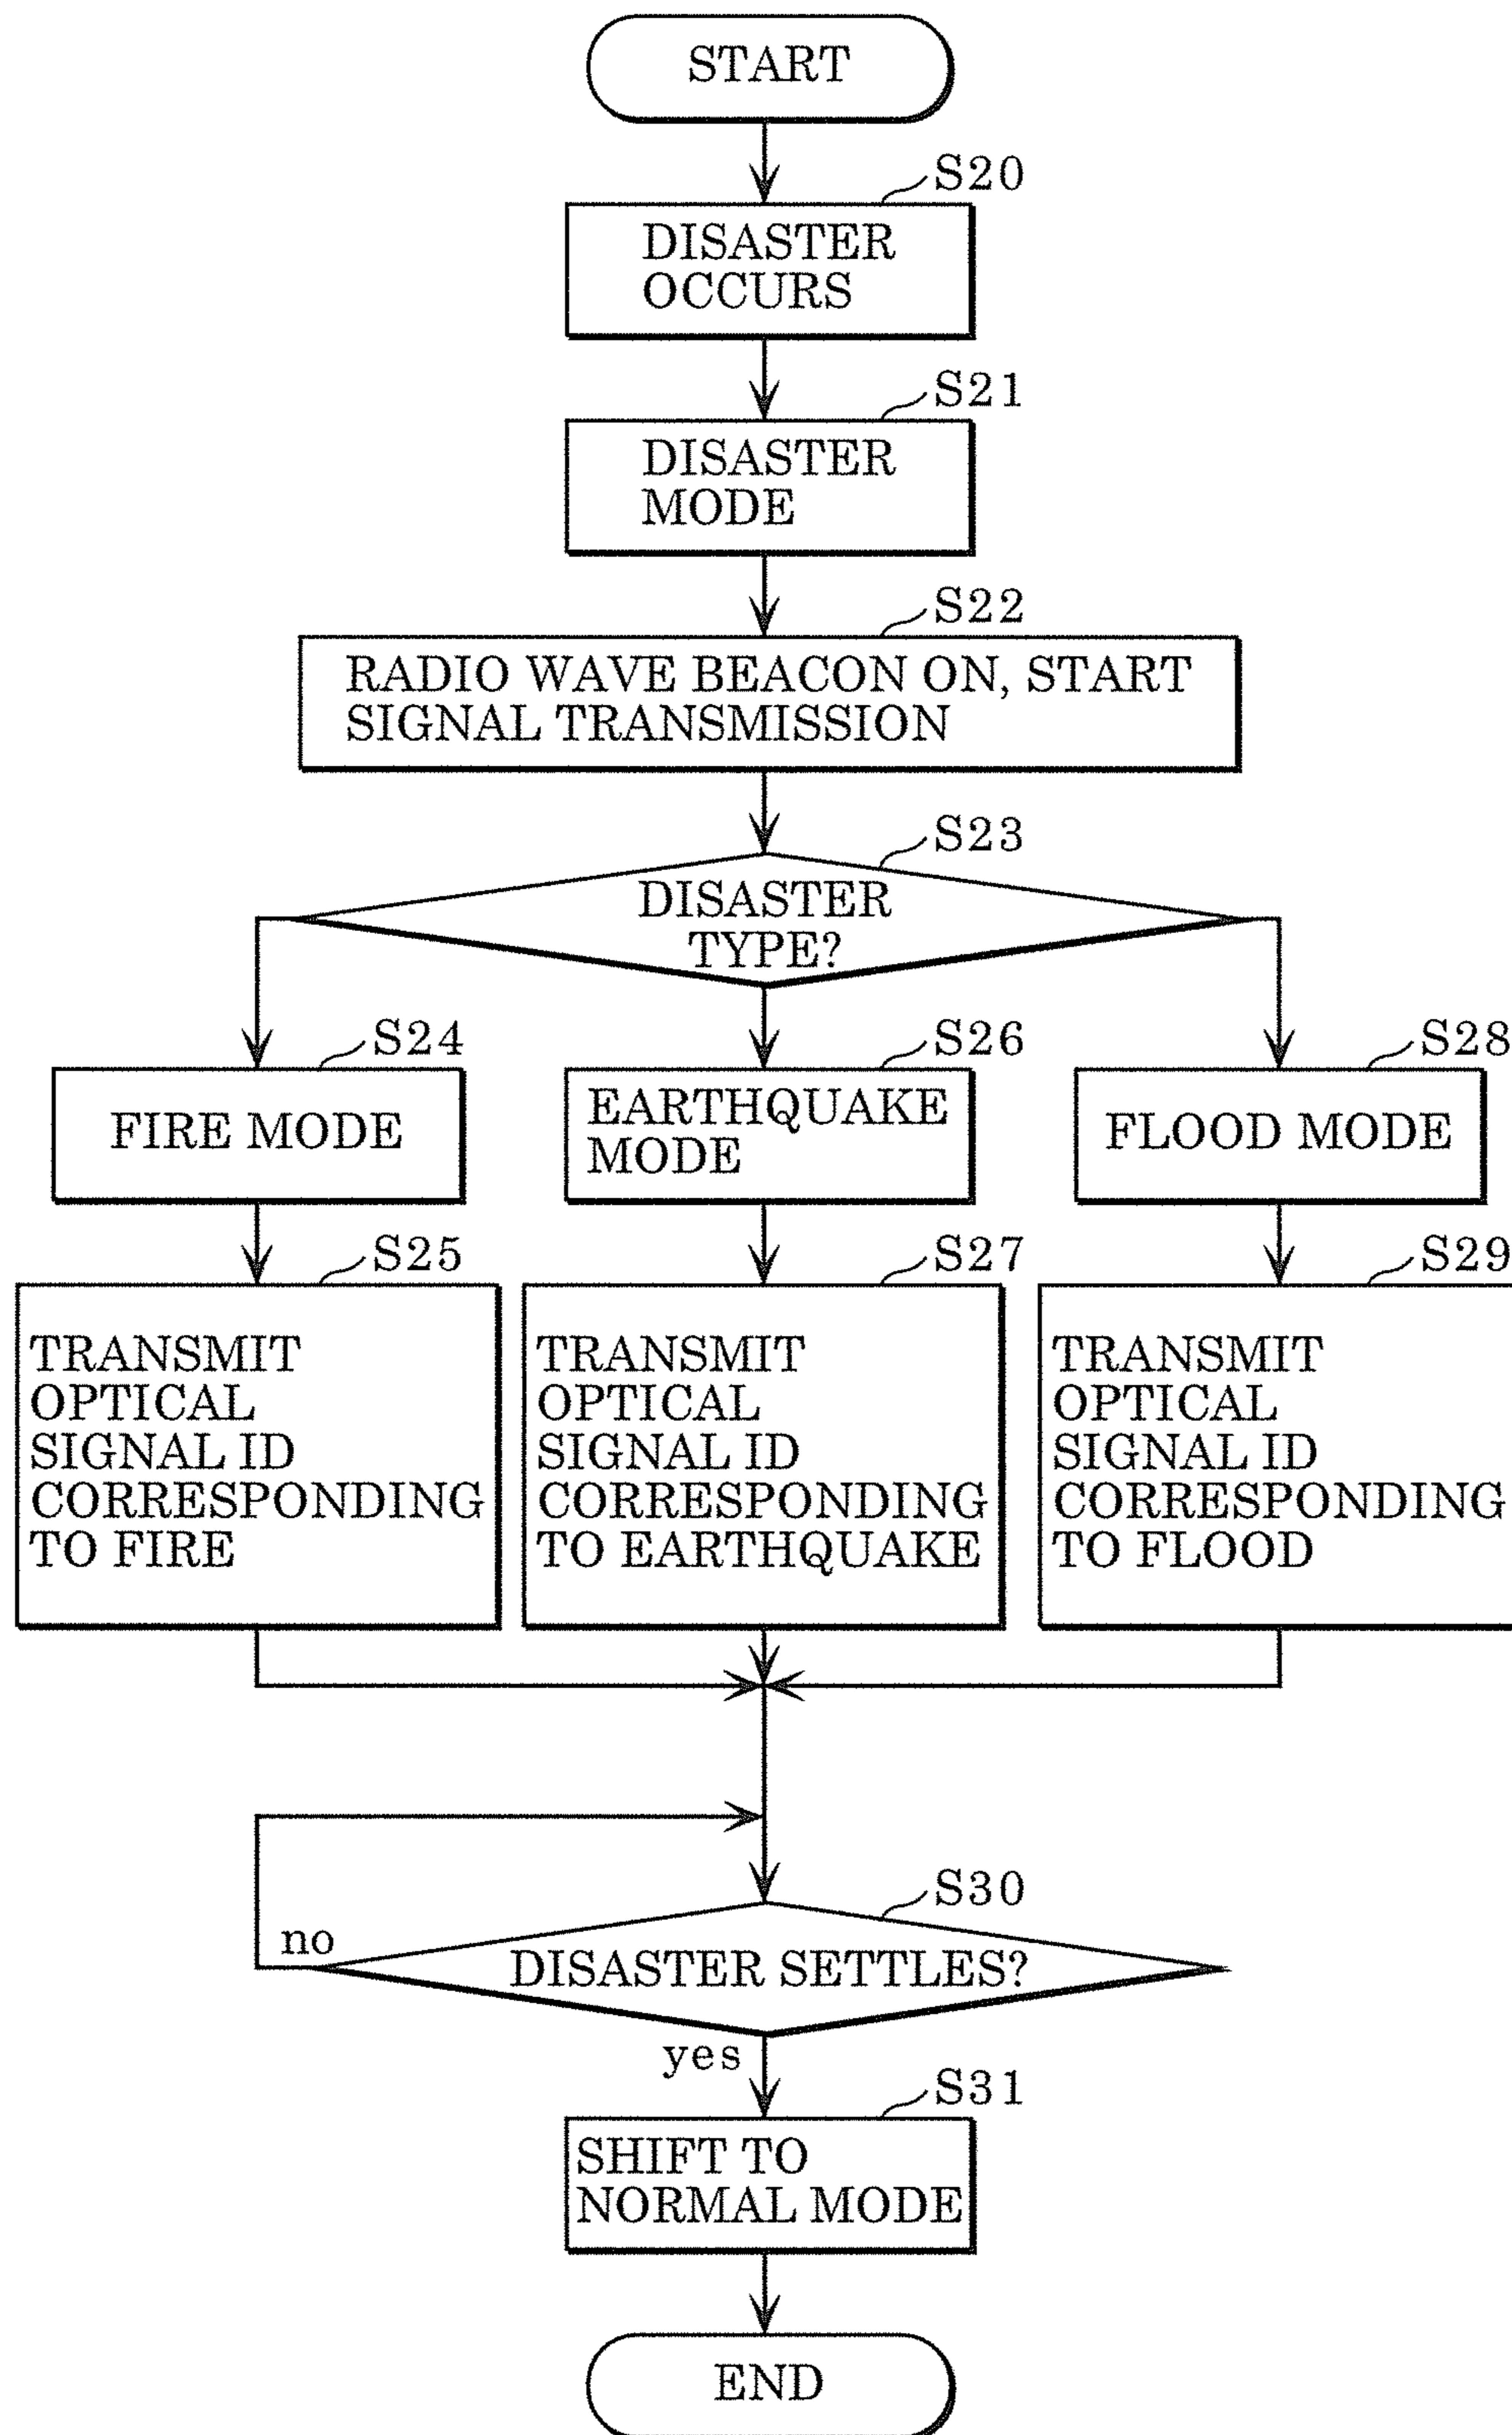 START
S20
DISASTER
OCCURS
S21
DISASTER
MODE
S22
RADIO WAVE BEACON ON, START
SIGNAL TRANSMISSION
S23
DISASTER
TYPE?
S24
FIRE MODE
S26
EARTHQUAKE
MODE
S28
FLOOD MODE
S25
TRANSMIT
OPTICAL
SIGNAL ID
CORRESPONDING
TO FIRE
S27
TRANSMIT
OPTICAL
SIGNAL ID
CORRESPONDING
TO EARTHQUAKE
S29
TRANSMIT
OPTICAL
SIGNAL ID
CORRESPONDING
TO FLOOD
S30
no
DISASTER SETTLES?
yes
S31
SHIFT TO
NORMAL MODE
END